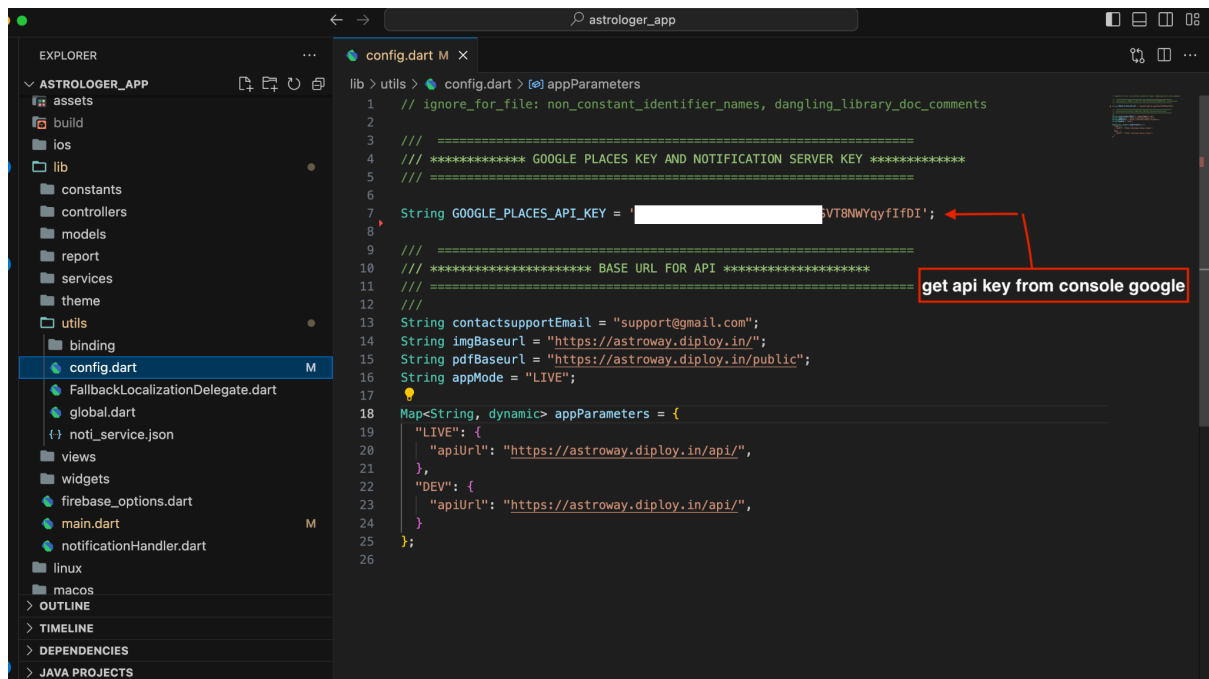 astrologer_app
EXPLORER
config.dart M
ASTROLOGER_APP
lib > utils > config.dart > appParameters
assets
build
ios
lib
constants
controllers
models
report
services
theme
utils
binding
config.dart M
FallbackLocalizationDelegate.dart
global.dart
noti_service.json
views
widgets
firebase_options.dart
main.dart M
notificationHandler.dart
linux
macos
OUTLINE
TIMELINE
DEPENDENCIES
JAVA PROJECTS
1 // ignore_for_file: non_constant_identifier_names, dangling_library_doc_comments
2
3 /// =================================================================
4 /// ************* GOOGLE PLACES KEY AND NOTIFICATION SERVER KEY *************
5 /// ==================================================================
6
7 String GOOGLE_PLACES_API_KEY = ' VT8NWYqyfIfDI';
8
9 /// =================================================================
10 /// ********************** BASE URL FOR API ********************
11 /// ==================================================================
12 ///
13 String contactsupportEmail = "support@gmail.com";
14 String imgBaseurl = "https://astroway.diploy.in/";
15 String pdfBaseurl = "https://astroway.diploy.in/public";
16 String appMode = "LIVE";
17
18 Map<String, dynamic> appParameters = {
19 "LIVE": {
20 "apiUrl": "https://astroway.diploy.in/api/",
21 },
22 "DEV": {
23 "apiUrl": "https://astroway.diploy.in/api/",
24 }
25 };
26
get api key from console google